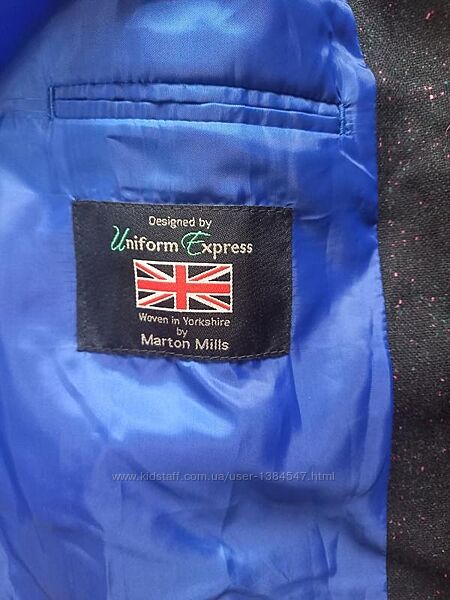 Designed by
Uniform Express
Woven in Yorkshire
by
Marton Mills
www.kidstaff.com.ua/user-1384547.html